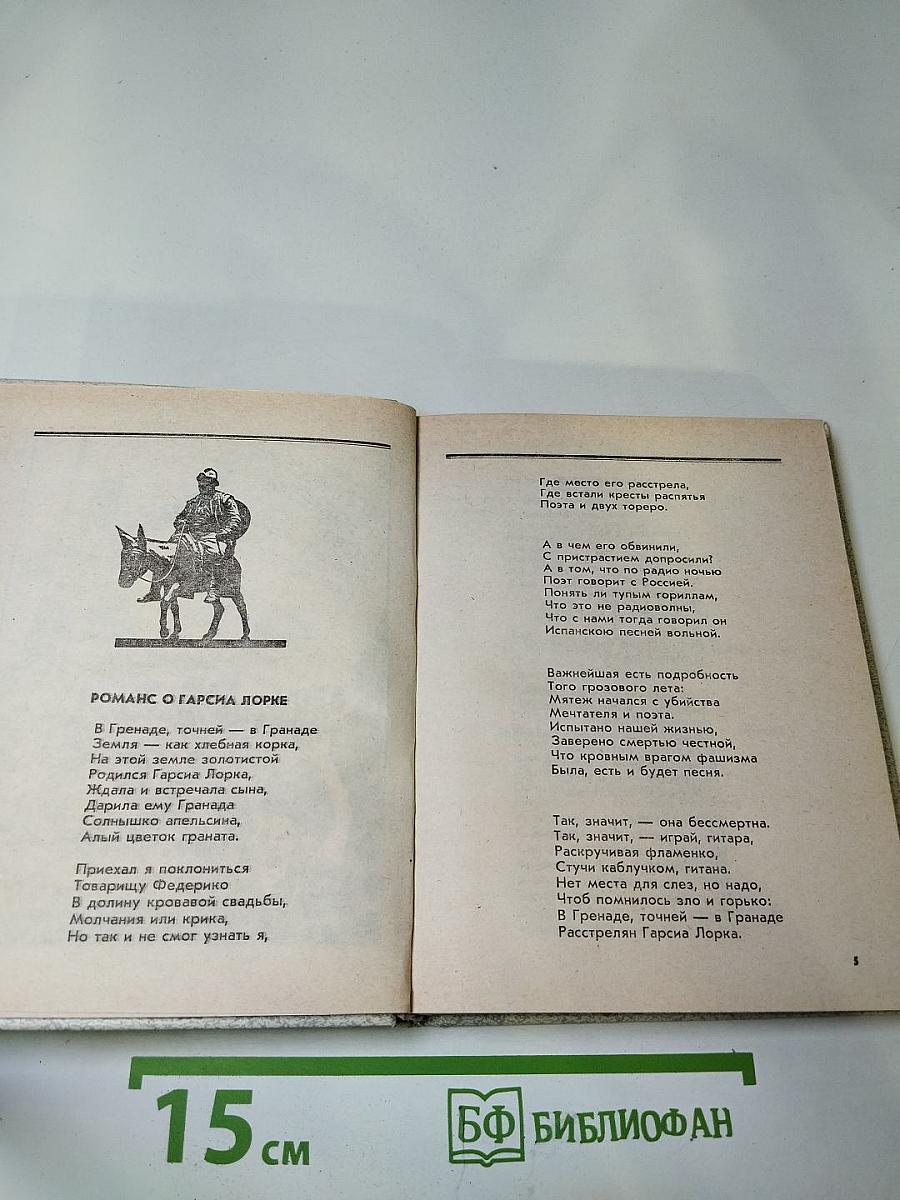 РОМАНС О ГАРСИА ЛОРКЕ
В Гренаде, точней — в Гранаде
Земля — как хлебная корка,
На этой земле золотистой
Родился Гарсиа Лорка,
Ждала и встречала сына,
Дарила ему Гранада
Солнышко апельсина,
Алый цветок граната.
Приехал я поклониться
Товарищу Федерико
В долину кровавой свадьбы,
Молчания или крика,
Но так и не смог узнать я,
Где место его расстрела,
Где встали кресты распятья
Поэта и двух тореро.
А в чем его обвинили,
С пристрастием допросили?
А в том, что по радио ночью
Поэт говорит с Россией.
Понять ли тупым гориллам,
Что это не радиоволны,
Что с нами тогда говорил он
Испанскою песней вольной.
Важнейшая есть подробность
Того грозового лета:
Мятеж начался с убийства
Мечтателя и поэта.
Испытано нашей жизнью,
Заверено смертью честной,
Что кровным врагом фашизма
Была, есть и будет песня.
Так, значит, — она бессмертна.
Так, значит, — играй, гитара,
Раскручивая фламенко,
Стучи каблучком, гитана.
Нет места для слез, но надо,
Чтоб помнилось зло и горько:
В Гренаде, точней — в Гранаде
Расстрелян Гарсиа Лорка.
5
15 см
БФ БИБЛИОФАН